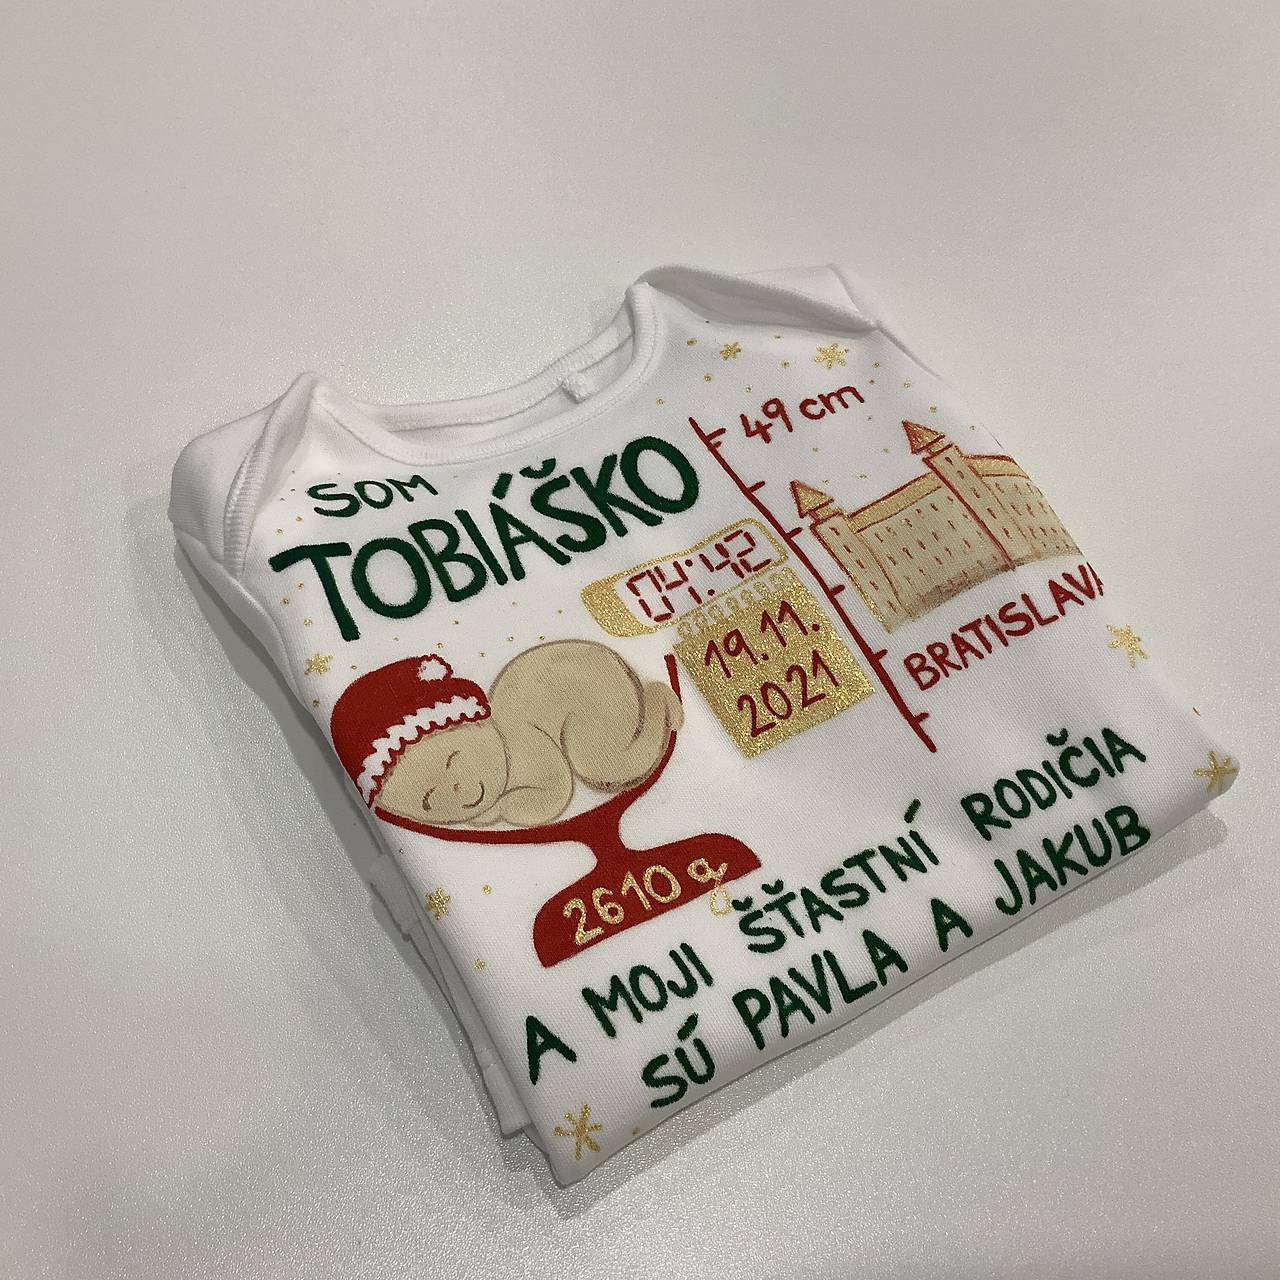 SOM
TOBIÁŠKO
49 cm
04:42
19.11.
2021
BRATISLAVA
2610 g
A MOJI ŠŤASTNÍ RODIČIA
SÚ PAVLA A JAKUB